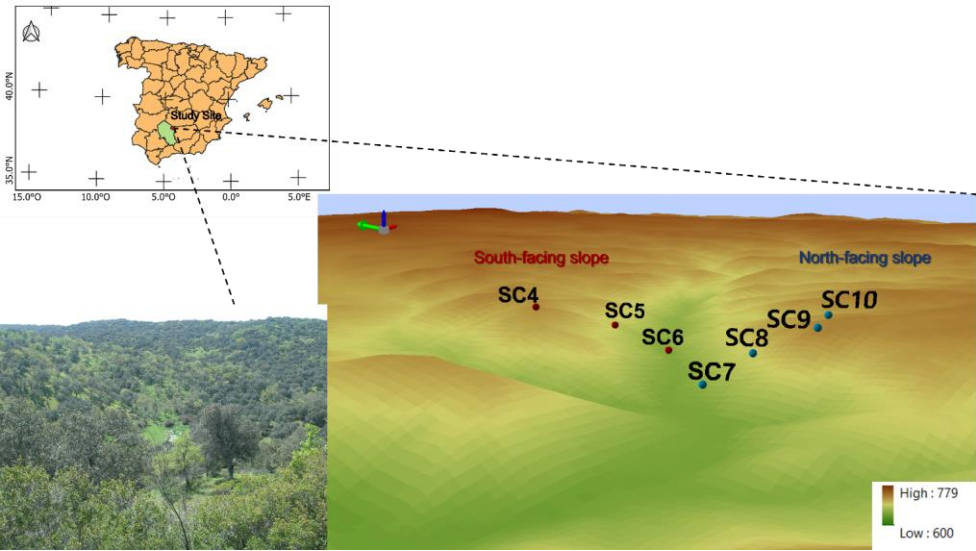 40.0°N
35.0°N
Study Site
15.0°O
10.0°O
5.0°O
0.0°O
5.0°E
South-facing slope
North-facing slope
SC4
SC5
SC6
SC7
SC8
SC9
SC10
High : 779
Low : 600